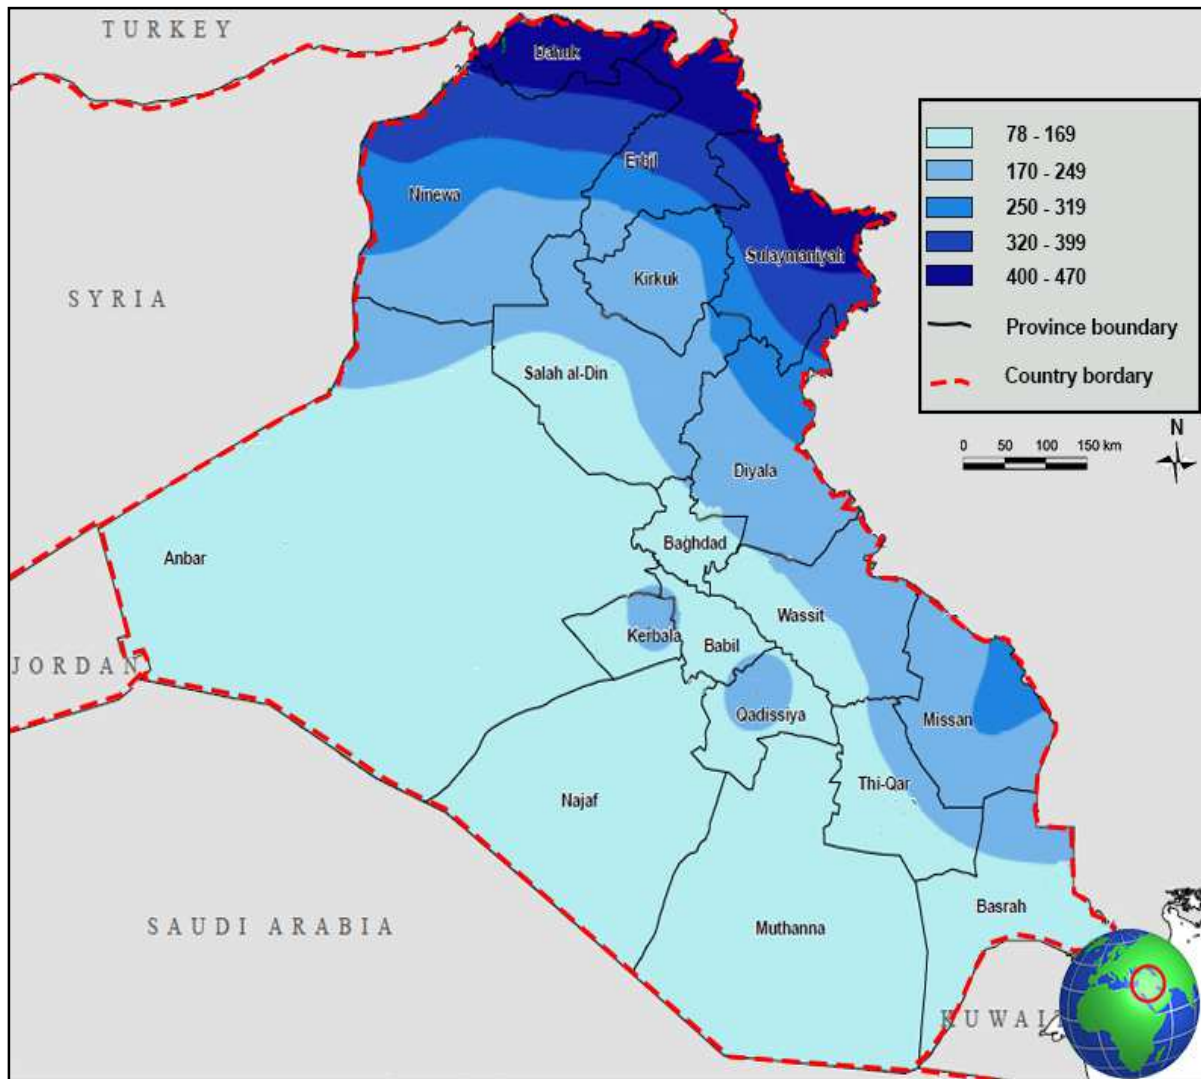 TURKEY
Dahuk
78 - 169
Erbil
170 - 249
Ninewa
250 - 319
320 - 399
Sulaymaniyah
400 - 470
Kirkuk
SYRIA
Province boundary
Salah al-Din
Country bordary
N
0 50 100 150 km
Diyala
Baghdad
Anbar
Wassit
Kerbala
Babil
JORDAN
Qadissiya
Missan
Thi-Qar
Najaf
Basrah
SAUDI ARABIA
Muthanna
KUWAIT